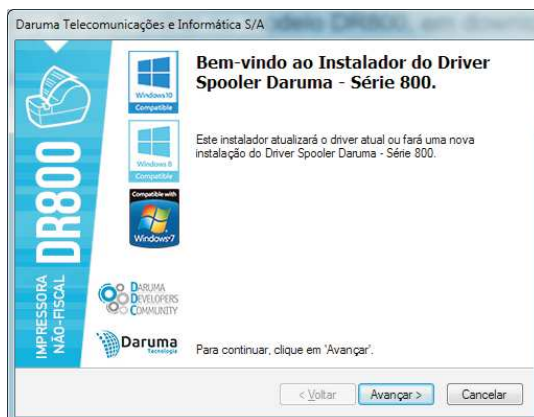 Daruma Telecomunicações e Informática S/A
Bem-vindo ao Instalador do Driver
Spooler Daruma - Série 800.
Este instalador atualizará o driver atual ou fará uma nova
instalação do Driver Spooler Daruma - Série 800.
Windows 10
Compatible
Windows 8
Compatible
Compatible with
Windows 7
IMPRESSORA
NÃO-FISCAL
DR800
DARUMA
DEVELOPERS
COMMUNITY
Daruma
Tecnologia
Para continuar, clique em 'Avançar'.
< Voltar
Avançar >
Cancelar